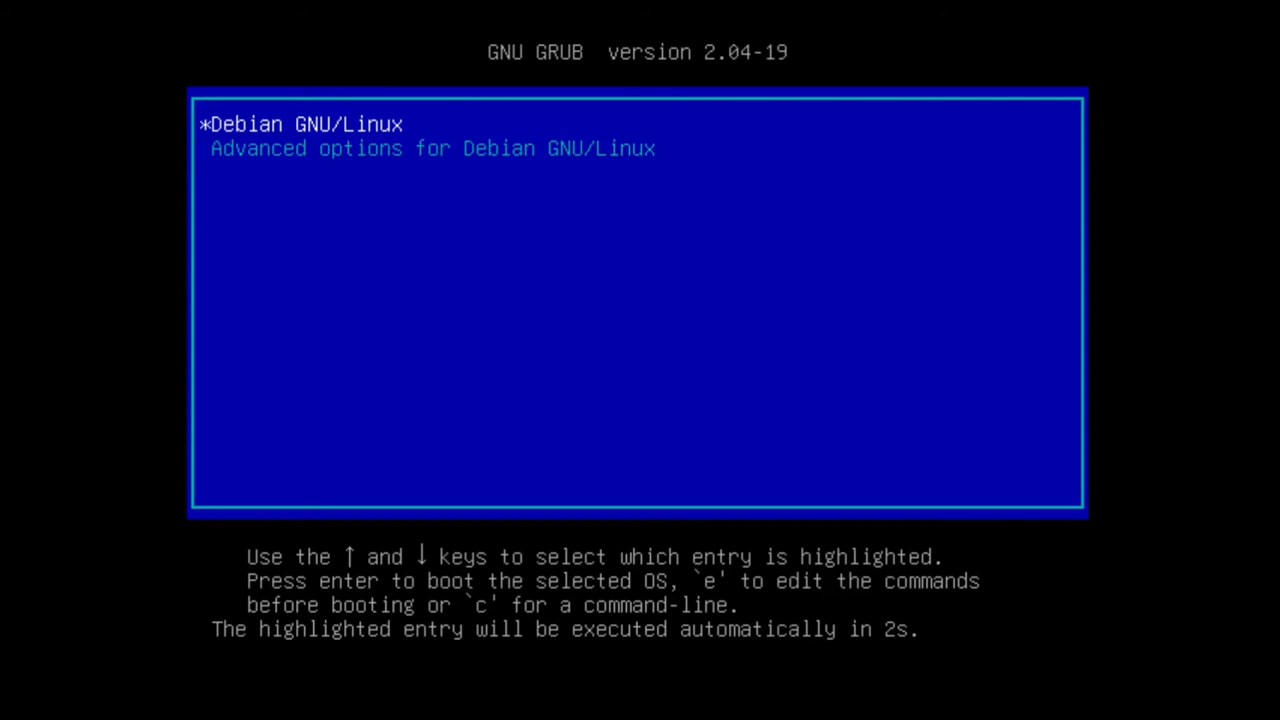 GNU GRUB  version 2.04-19
*Debian GNU/Linux
Advanced options for Debian GNU/Linux
Use the ↑ and ↓ keys to select which entry is highlighted.
Press enter to boot the selected OS, `e' to edit the commands
before booting or `c' for a command-line.
The highlighted entry will be executed automatically in 2s.